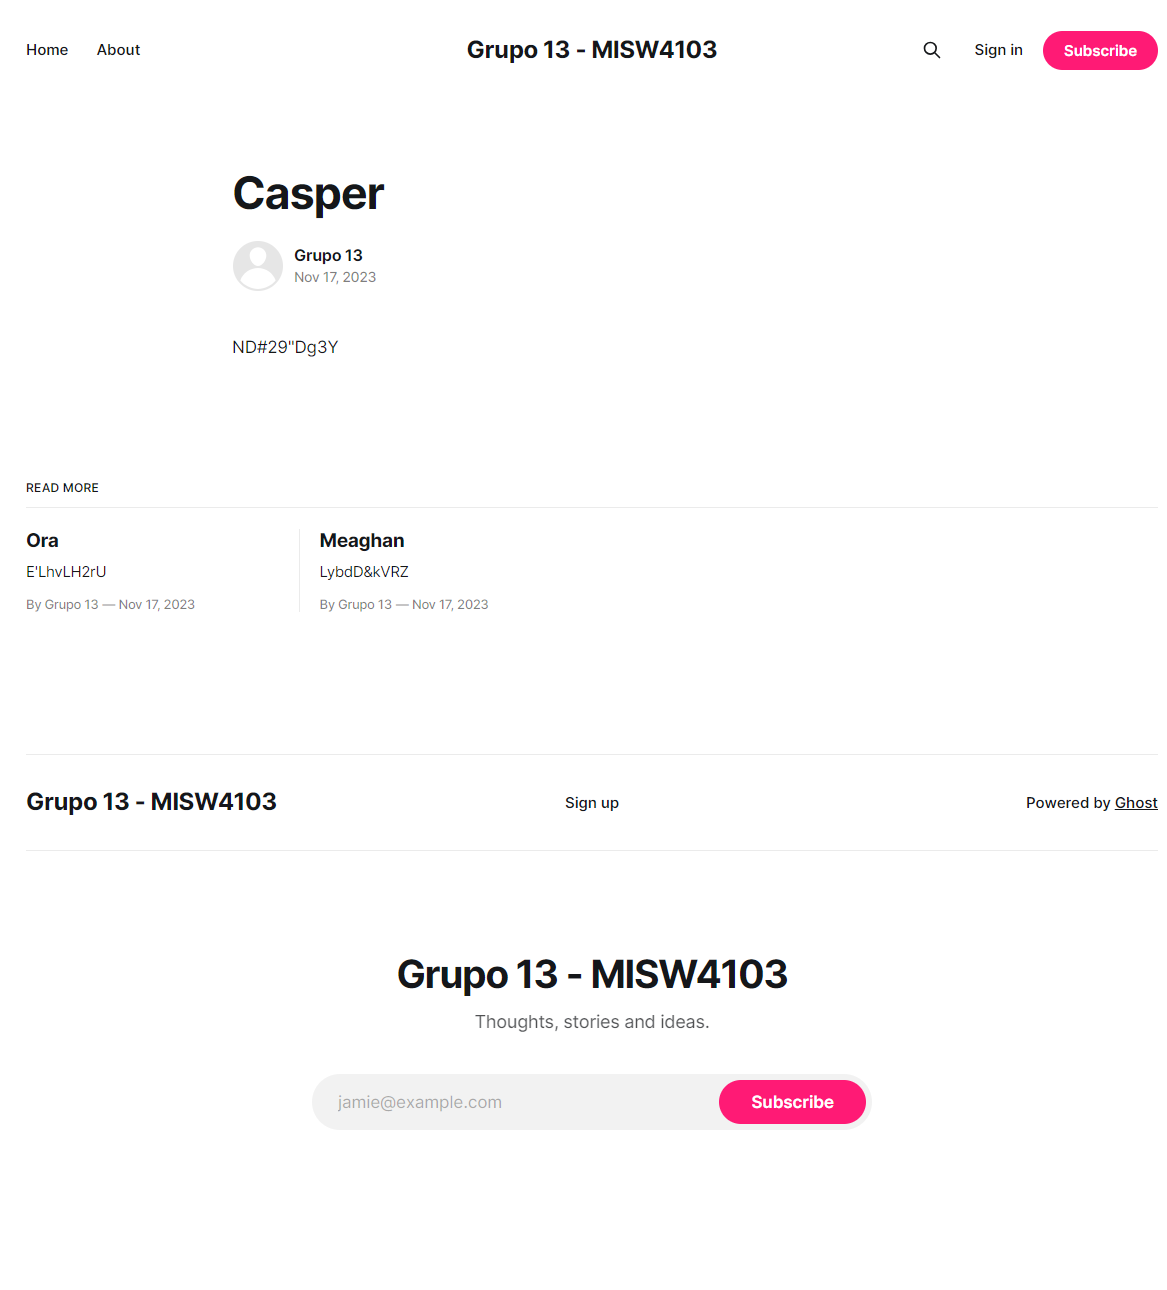 Home About Grupo 13 - MISW4103 Sign in Subscribe
Casper
Grupo 13
Nov 17, 2023
ND#29"Dg3Y
READ MORE
Ora
E'LhvLH2rU
By Grupo 13 — Nov 17, 2023
Meaghan
LybdD&kVRZ
By Grupo 13 — Nov 17, 2023
Grupo 13 - MISW4103 Sign up Powered by Ghost
Grupo 13 - MISW4103
Thoughts, stories and ideas.
jamie@example.com Subscribe